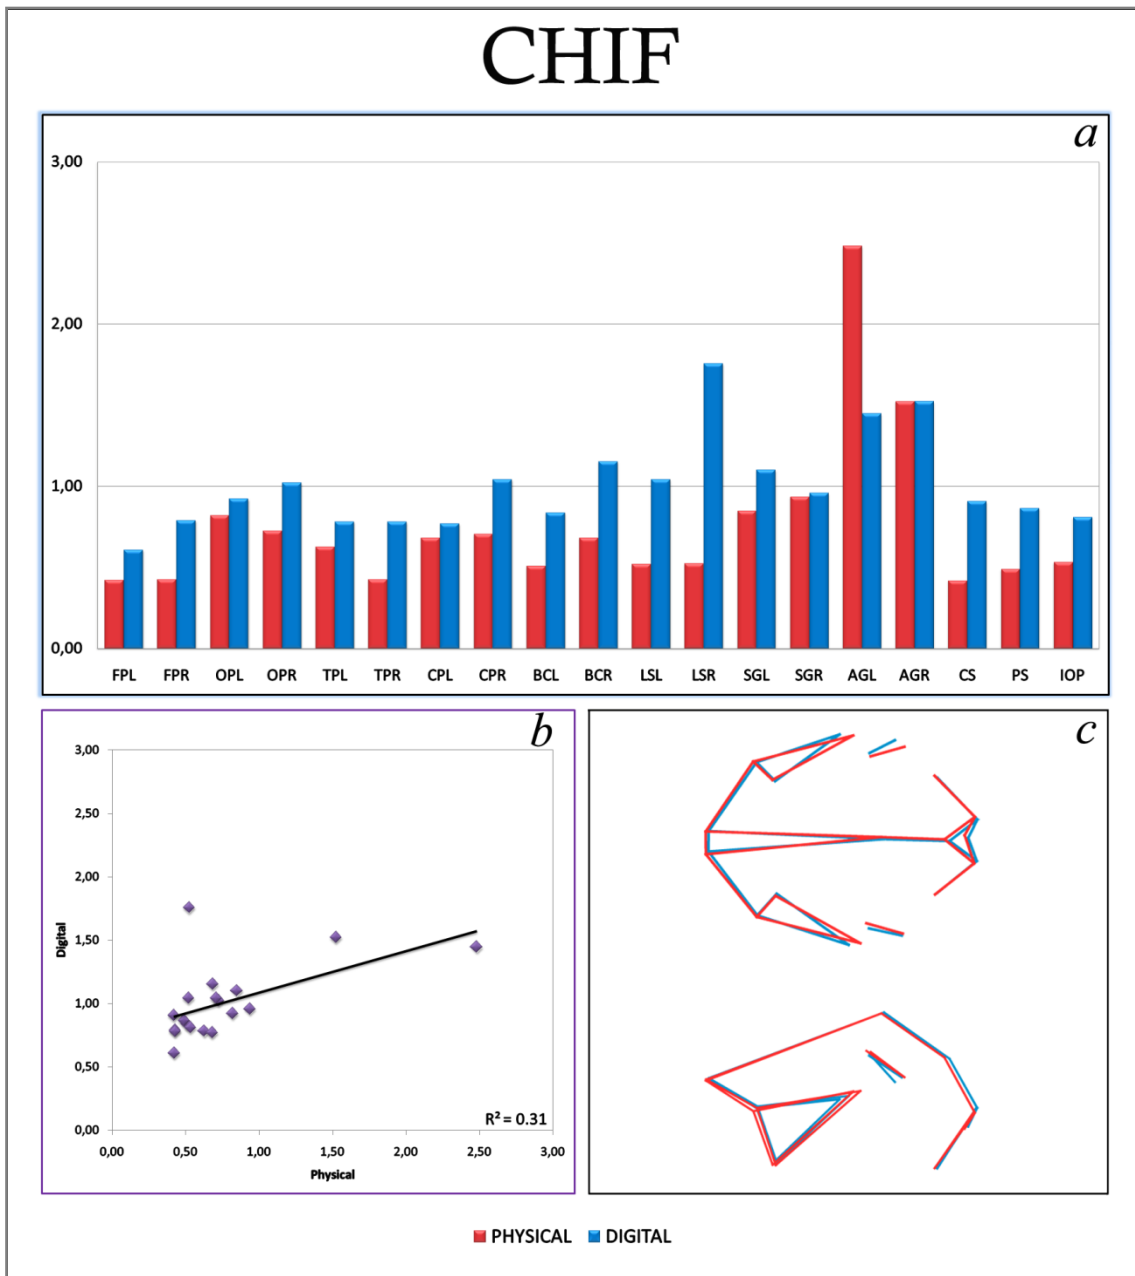 CHIF
a
3,00
2,00
1,00
0,00
FPL FPR OPL OPR TPL TPR CPL CPR BCL BCR LSL LSR SGL SGR AGL AGR CS PS IOP
b
3,00
2,50
2,00
1,50
1,00
0,50
0,00
Digital
R² = 0.31
0,00 0,50 1,00 1,50 2,00 2,50 3,00
Physical
c
PHYSICAL DIGITAL